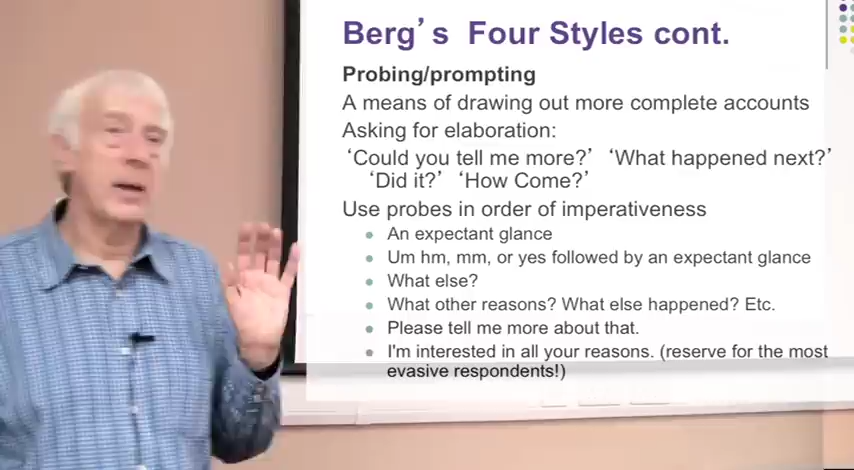 Berg’s Four Styles cont.
Probing/prompting
A means of drawing out more complete accounts
Asking for elaboration:
‘Could you tell me more?’ ‘What happened next?’
‘Did it?’ ‘How Come?’
Use probes in order of imperativeness
An expectant glance
Um hm, mm, or yes followed by an expectant glance
What else?
What other reasons? What else happened? Etc.
Please tell me more about that.
I'm interested in all your reasons. (reserve for the most
evasive respondents!)